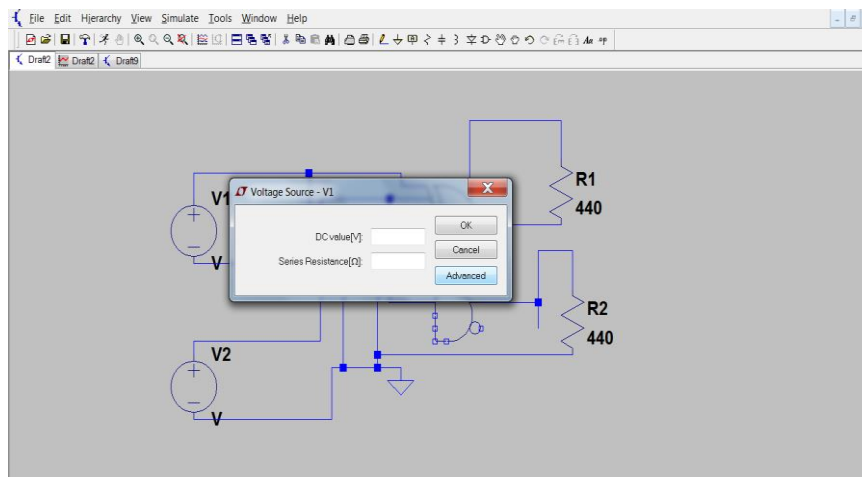 File Edit Hierarchy View Simulate Tools Window Help
Draft2 Draft2 Draft9
R1
440
V1
V
Voltage Source - V1
DC value[V]:
Series Resistance[Ω]:
OK
Cancel
Advanced
R2
440
V2
V